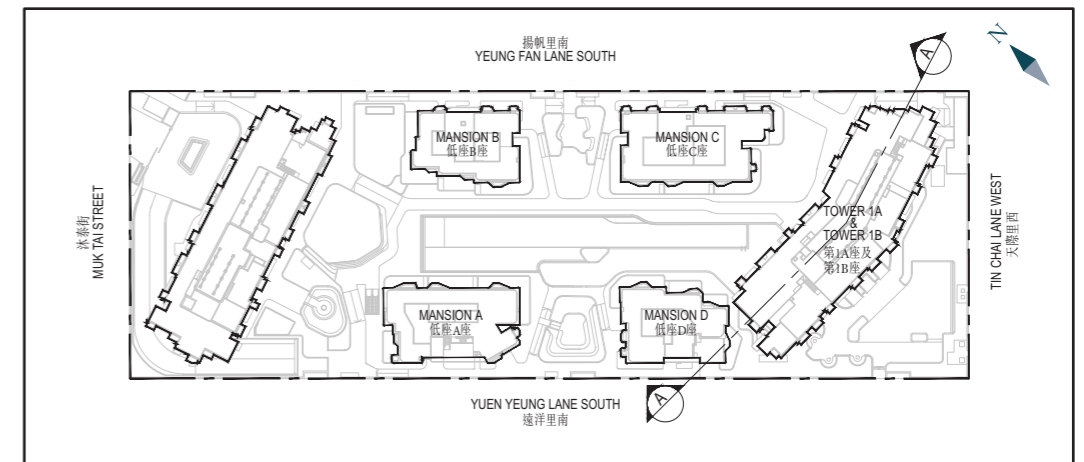 揚帆里南
YEUNG FAN LANE SOUTH
N
A
MANSION B
低座B座
MANSION C
低座C座
沐泰街
MUK TAI STREET
TOWER 1A
&
TOWER 1B
第1A座及
第1B座
TIN CHAI LANE WEST
天際里西
MANSION A
低座A座
MANSION D
低座D座
YUEN YEUNG LANE SOUTH
遠洋里南
A